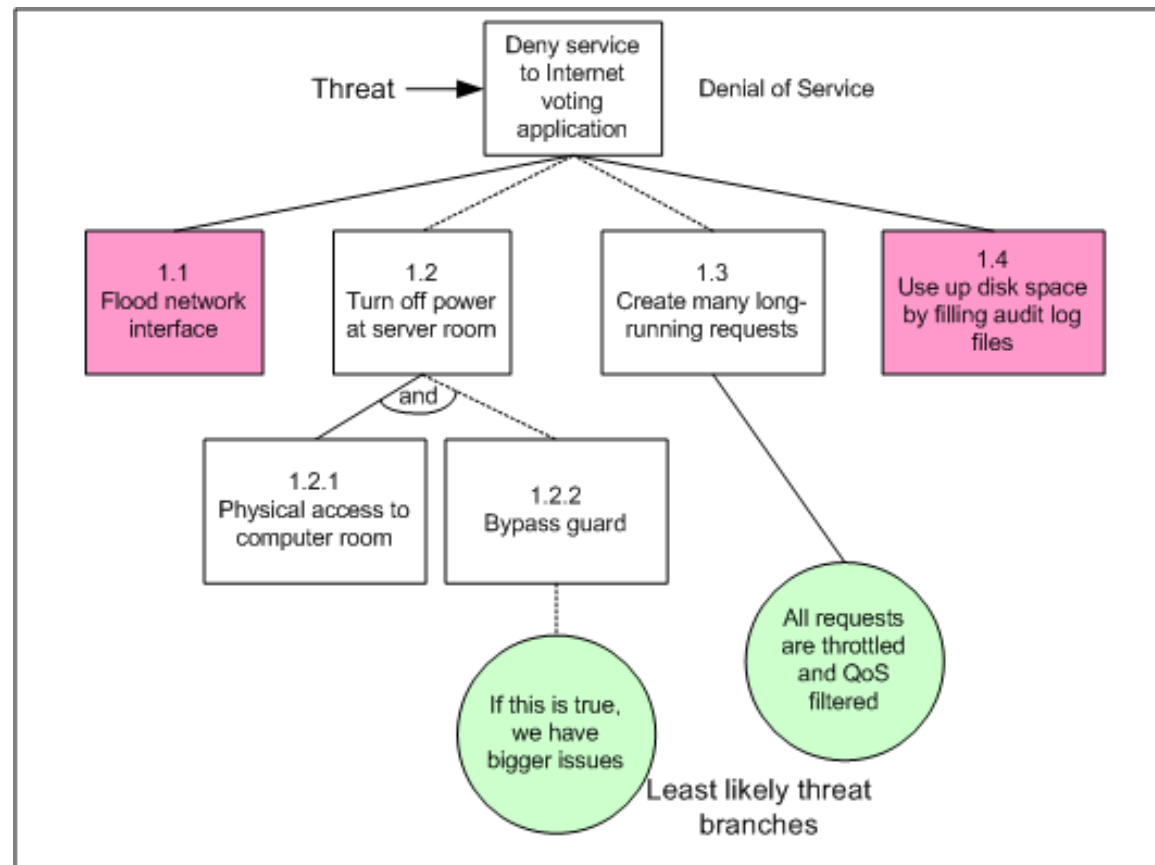 Deny service
to Internet
voting
application
Threat
Denial of Service
1.1
Flood network
interface
1.2
Turn off power
at server room
1.3
Create many long-
running requests
1.4
Use up disk space
by filling audit log
files
and
1.2.1
Physical access to
computer room
1.2.2
Bypass guard
All requests
are throttled
and QoS
filtered
If this is true,
we have
bigger issues
Least likely threat
branches